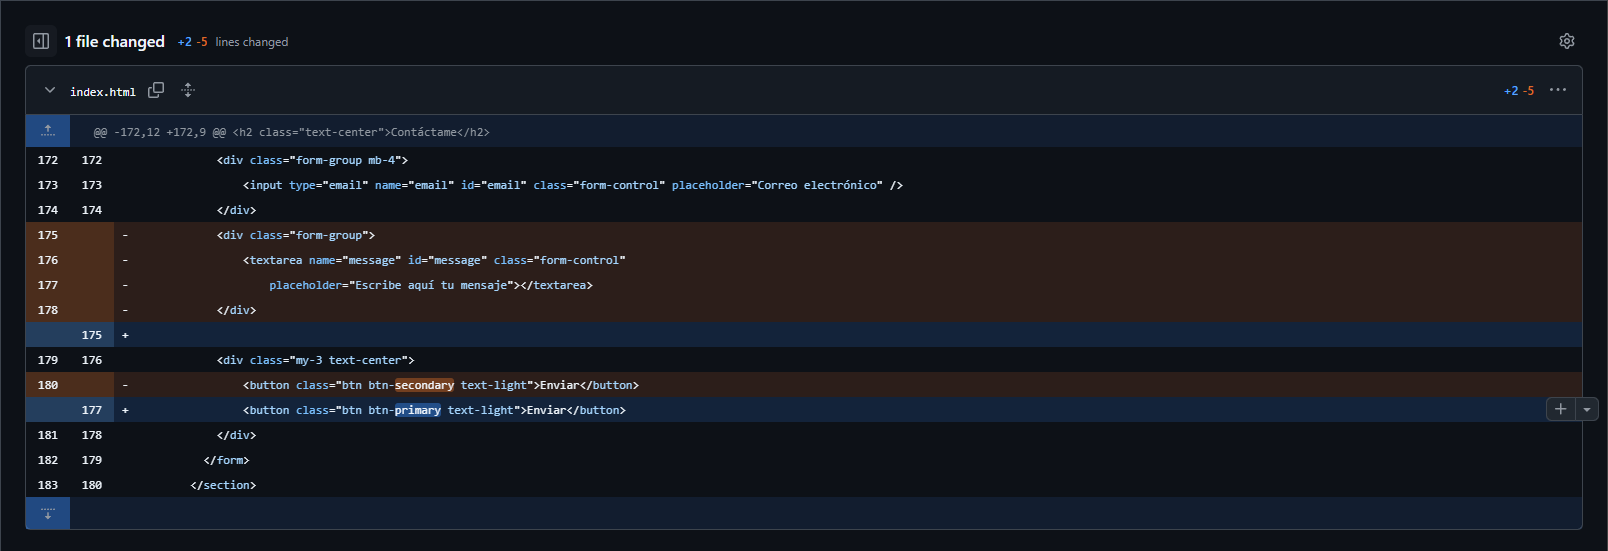 1 file changed +2 -5 lines changed
index.html +2 -5
@@ -172,12 +172,9 @@ <h2 class="text-center">Contáctame</h2>
172 172 <div class="form-group mb-4">
173 173 <input type="email" name="email" id="email" class="form-control" placeholder="Correo electrónico" />
174 174 </div>
175 - <div class="form-group">
176 - <textarea name="message" id="message" class="form-control"
177 - placeholder="Escribe aquí tu mensaje"></textarea>
178 - </div>
175 +
179 176 <div class="my-3 text-center">
180 - <button class="btn btn-secondary text-light">Enviar</button>
177 + <button class="btn btn-primary text-light">Enviar</button>
181 178 </div>
182 179 </form>
183 180 </section>